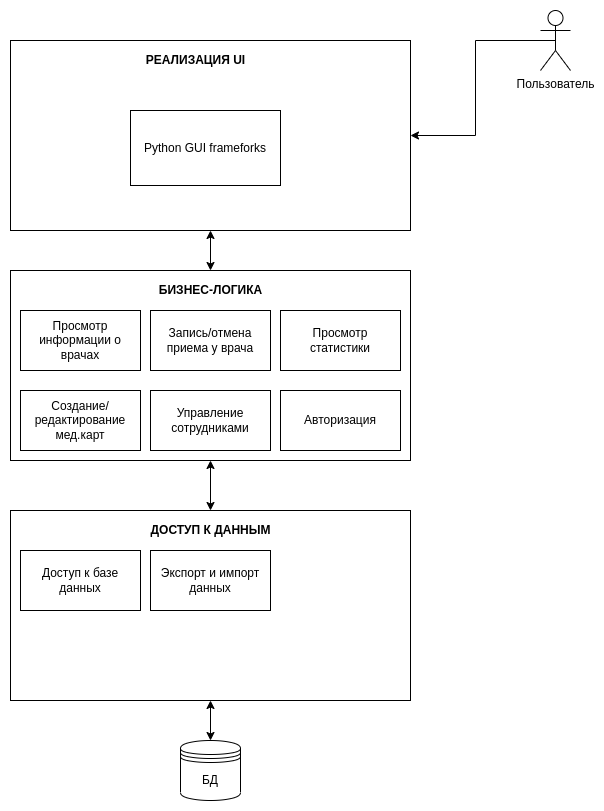 Пользователь
РЕАЛИЗАЦИЯ UI
Python GUI frameforks
БИЗНЕС-ЛОГИКА
Просмотр
информации о
врачах
Запись/отмена
приема у врача
Просмотр
статистики
Создание/
редактирование
мед.карт
Управление
сотрудниками
Авторизация
ДОСТУП К ДАННЫМ
Доступ к базе
данных
Экспорт и импорт
данных
БД